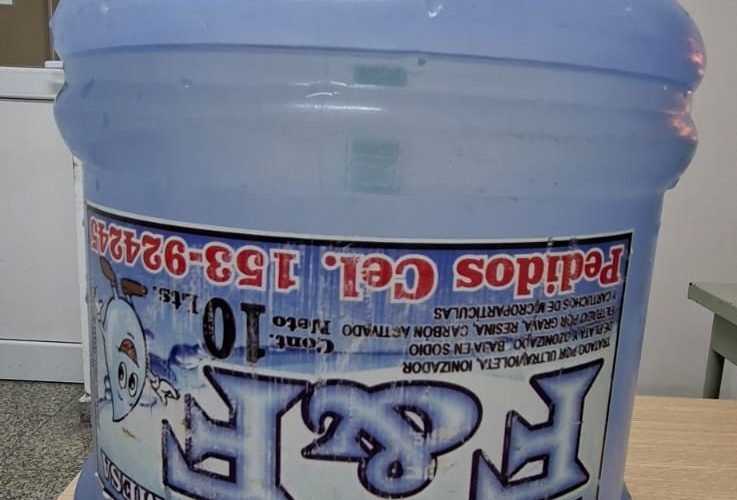 &
TRATADO POR ULTRAVIOLETA, IONIZADOR
DE PLATA Y OZONIZADO, BAJA EN SODIO
FILTRADO POR GRAVA, RESINA, CARBÓN ACTIVADO
Y CARTUCHOS DE MICROPARTÍCULAS
Cont.
Neto 10 Lts.
Pedidos Cel. 153-924245